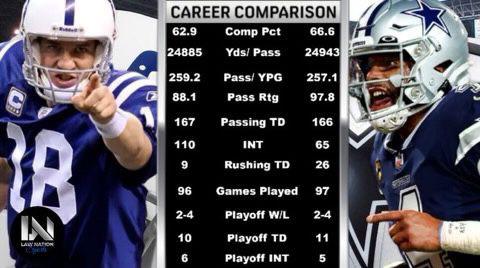 CAREER COMPARISON
62.9 Comp Pct 66.6
24885 Yds/ Pass 24943
259.2 Pass/ YPG 257.1
88.1 Pass Rtg 97.8
167 Passing TD 166
110 INT 65
9 Rushing TD 26
96 Games Played 97
2-4 Playoff W/L 2-4
10 Playoff TD 11
6 Playoff INT 5
18
4
LAW NATION
Sports